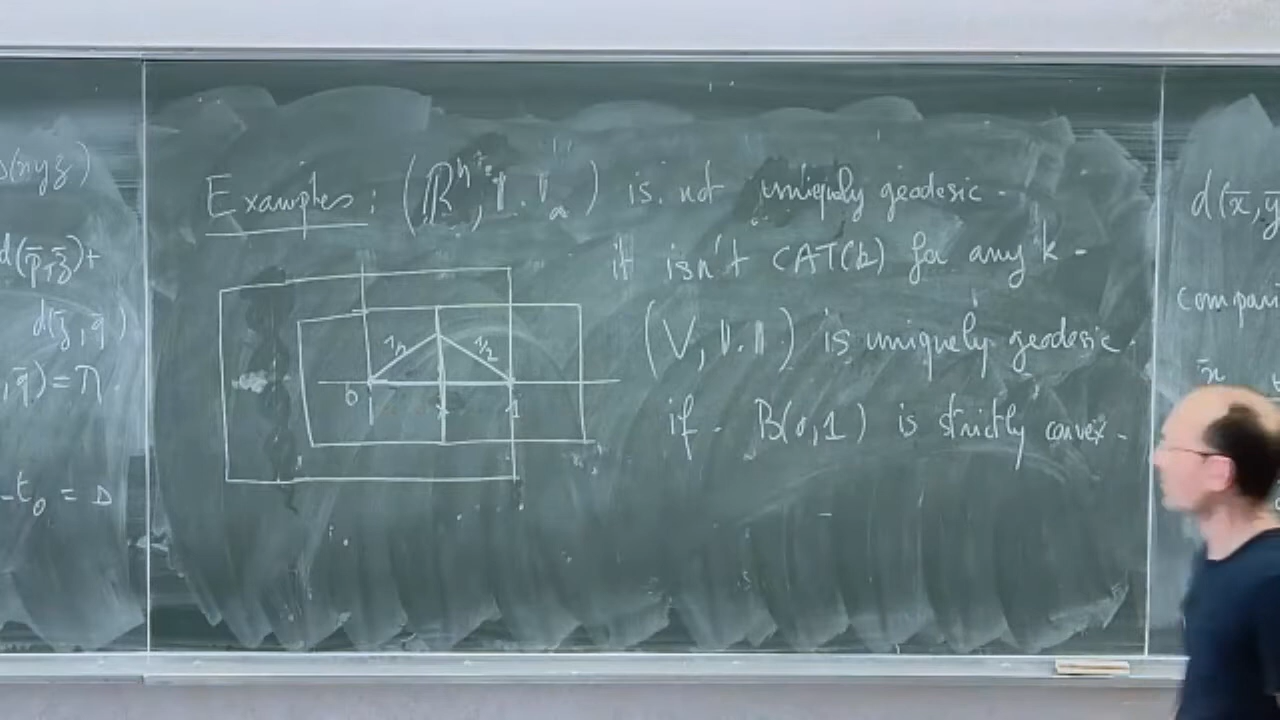 Δ(xyz)
d(p̄,z̄)+
d(z̄,q̄)
,q̄) = π.
-t₀ = D
Examples: (ℝⁿ, ‖.‖∞) is not uniquely geodesic.
it isn't CAT(k) for any k.
(V, ‖.‖) is uniquely geodesic
if B(0,1) is strictly convex.
1/2 1/2
0 1
d(x̄,ȳ
compari
x̄